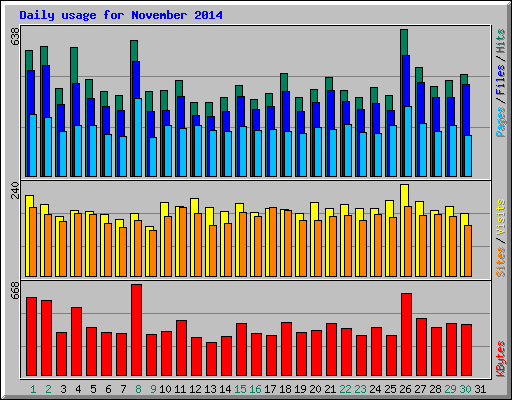 Daily usage for November 2014
638
Pages / Files / Hits
240
Sites / Visits
668
KBytes
1 2 3 4 5 6 7 8 9 10 11 12 13 14 15 16 17 18 19 20 21 22 23 24 25 26 27 28 29 30 31